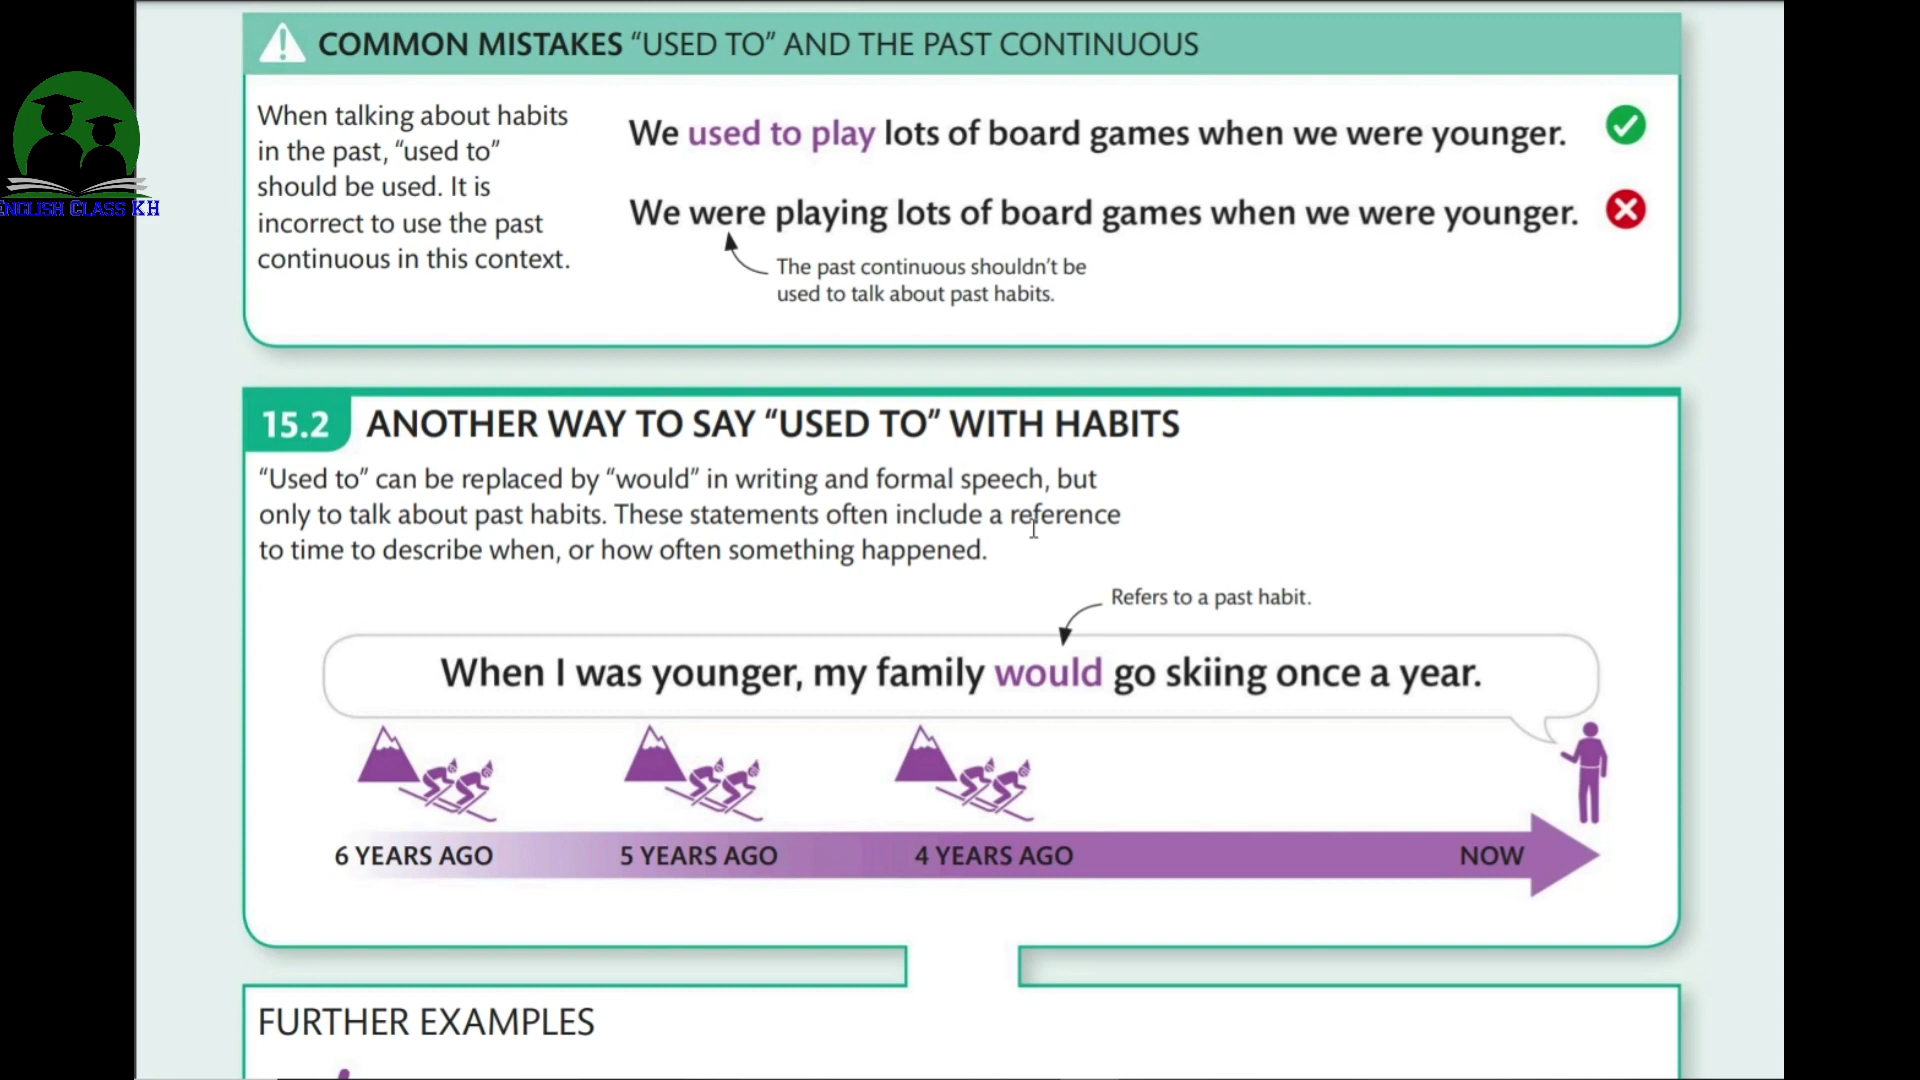 COMMON MISTAKES “USED TO” AND THE PAST CONTINUOUS
When talking about habits
in the past, “used to”
should be used. It is
incorrect to use the past
continuous in this context.
We used to play lots of board games when we were younger.
We were playing lots of board games when we were younger.
The past continuous shouldn’t be
used to talk about past habits.
ENGLISH CLASS KH
15.2 ANOTHER WAY TO SAY “USED TO” WITH HABITS
“Used to” can be replaced by “would” in writing and formal speech, but
only to talk about past habits. These statements often include a reference
to time to describe when, or how often something happened.
Refers to a past habit.
When I was younger, my family would go skiing once a year.
6 YEARS AGO 5 YEARS AGO 4 YEARS AGO NOW
FURTHER EXAMPLES